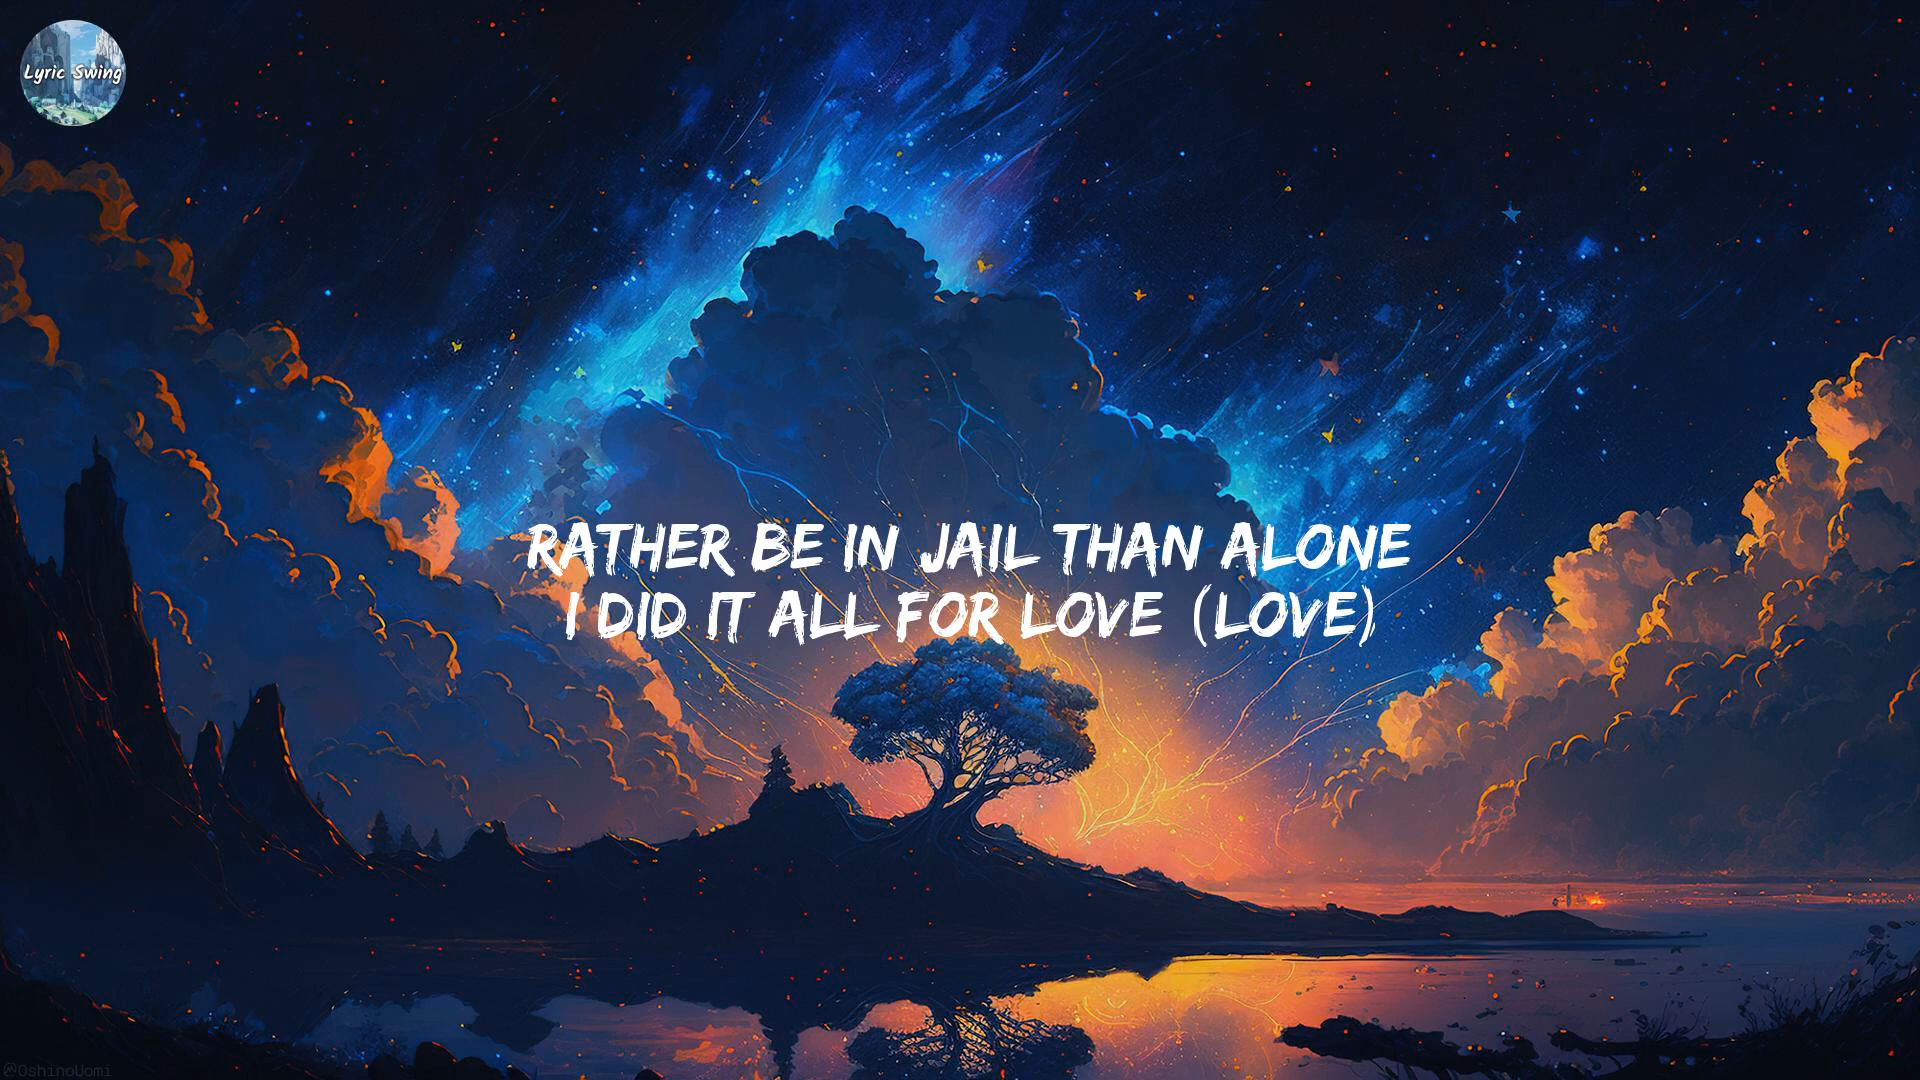 Lyric Swing
RATHER BE IN JAIL THAN ALONE
I DID IT ALL FOR LOVE (LOVE)
@OshinoUomi